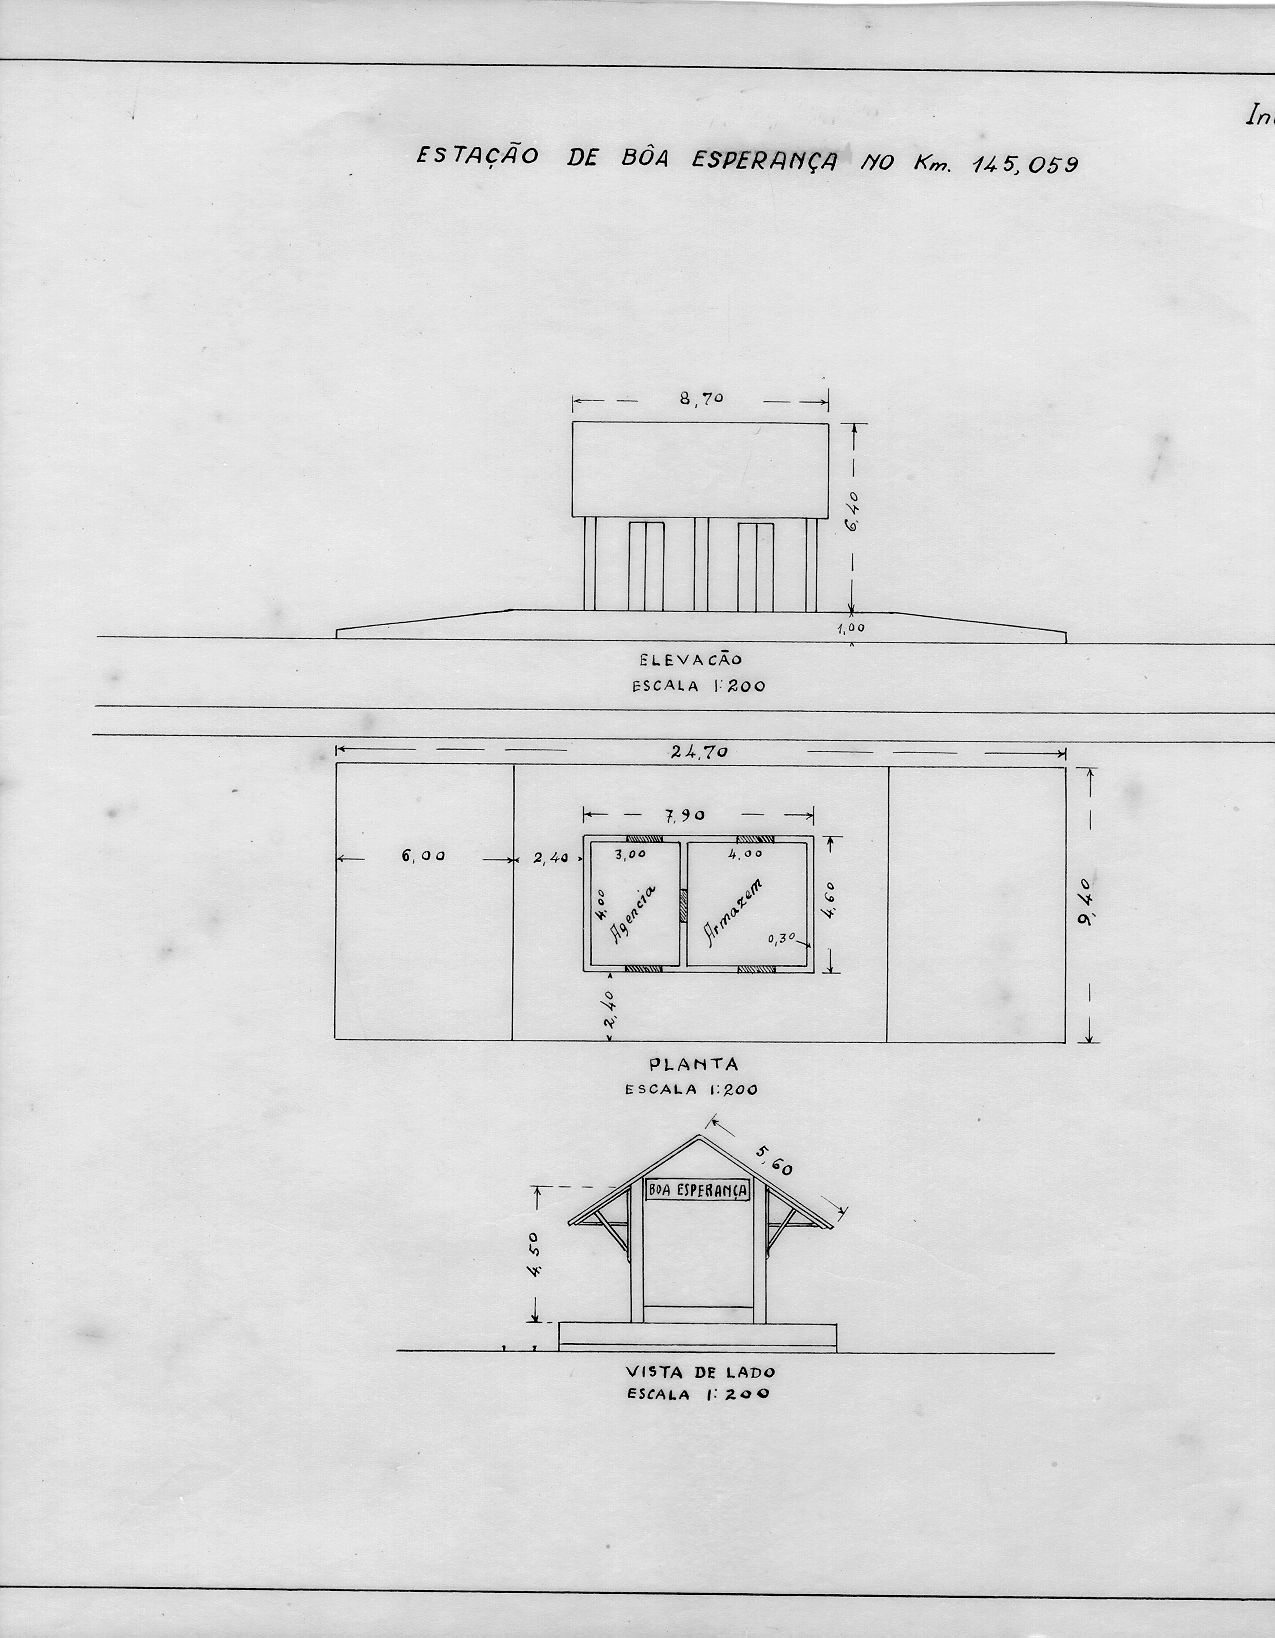 In
ESTAÇÃO DE BÔA ESPERANÇA NO Km. 145,059
8,70
6,40
1,00
ELEVACÃO
ESCALA 1:200
24,70
7,90
6,00
2,40
3,00
4,00
4,00
Agencia
Armazem
4,60
9,40
0,30
2,40
PLANTA
ESCALA 1:200
5,60
BOA ESPERANÇA
4,50
VISTA DE LADO
ESCALA 1:200